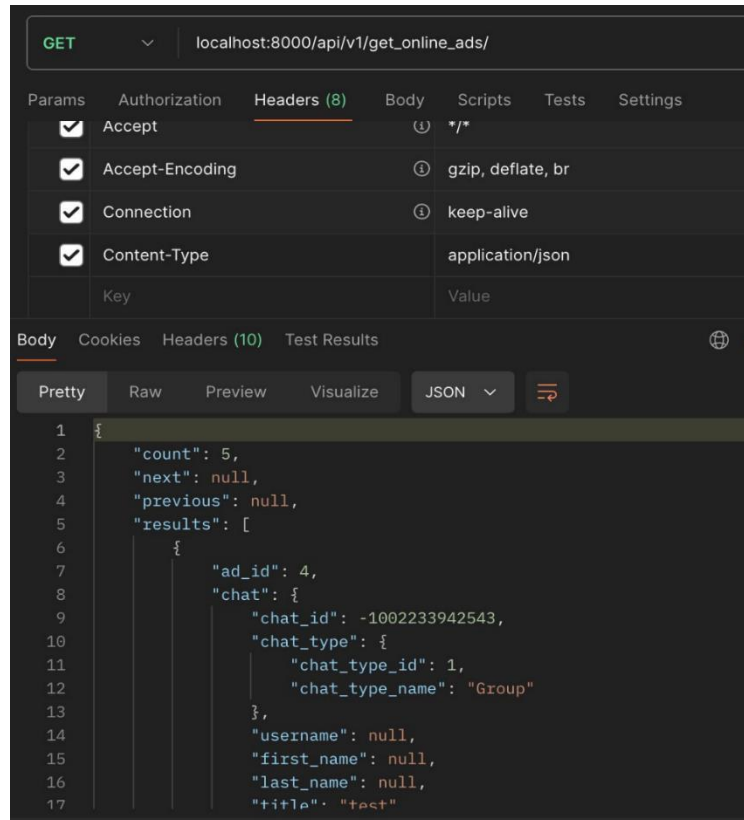 GET localhost:8000/api/v1/get_online_ads/
Params Authorization Headers (8) Body Scripts Tests Settings
Accept */*
Accept-Encoding gzip, deflate, br
Connection keep-alive
Content-Type application/json
Key Value
Body Cookies Headers (10) Test Results
Pretty Raw Preview Visualize JSON
1 {
2 "count": 5,
3 "next": null,
4 "previous": null,
5 "results": [
6 {
7 "ad_id": 4,
8 "chat": {
9 "chat_id": -1002233942543,
10 "chat_type": {
11 "chat_type_id": 1,
12 "chat_type_name": "Group"
13 },
14 "username": null,
15 "first_name": null,
16 "last_name": null,
17 "title": "test"